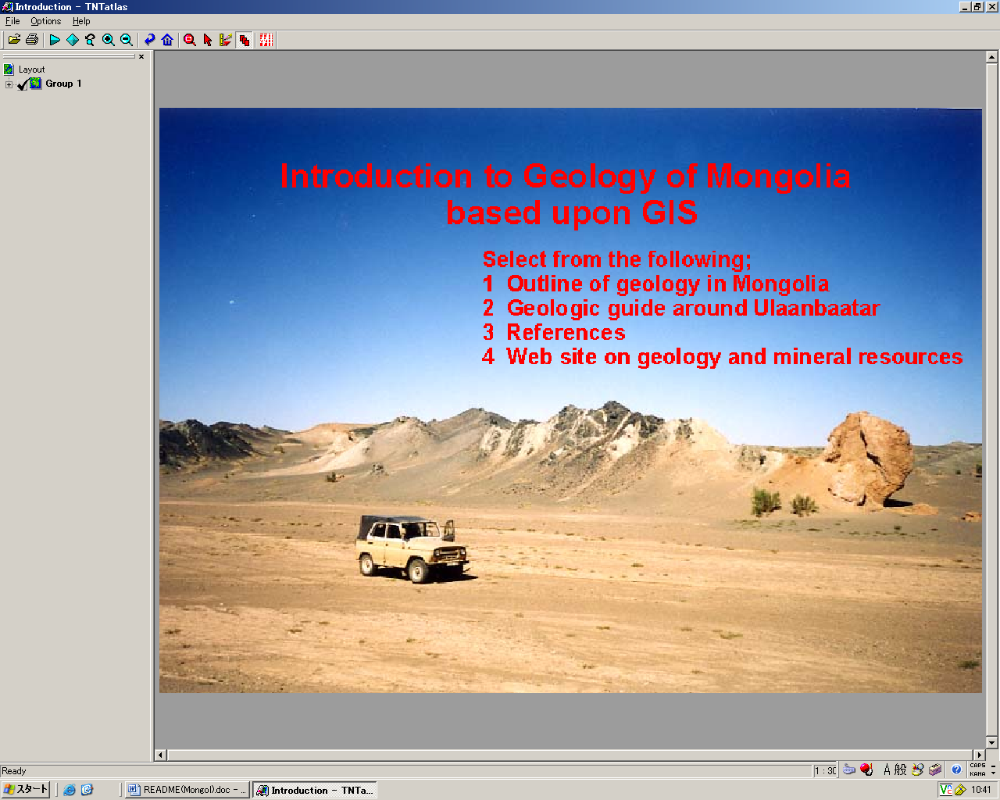 Introduction - TNTatlas
File Options Help
Layout
Group 1
Introduction to Geology of Mongolia
based upon GIS
Select from the following;
1 Outline of geology in Mongolia
2 Geologic guide around Ulaanbaatar
3 References
4 Web site on geology and mineral resources
Ready
1 : 30
A 般
CAPS
KANA
スタート
README(Mongol).doc - ...
Introduction - TNTa...
10:41